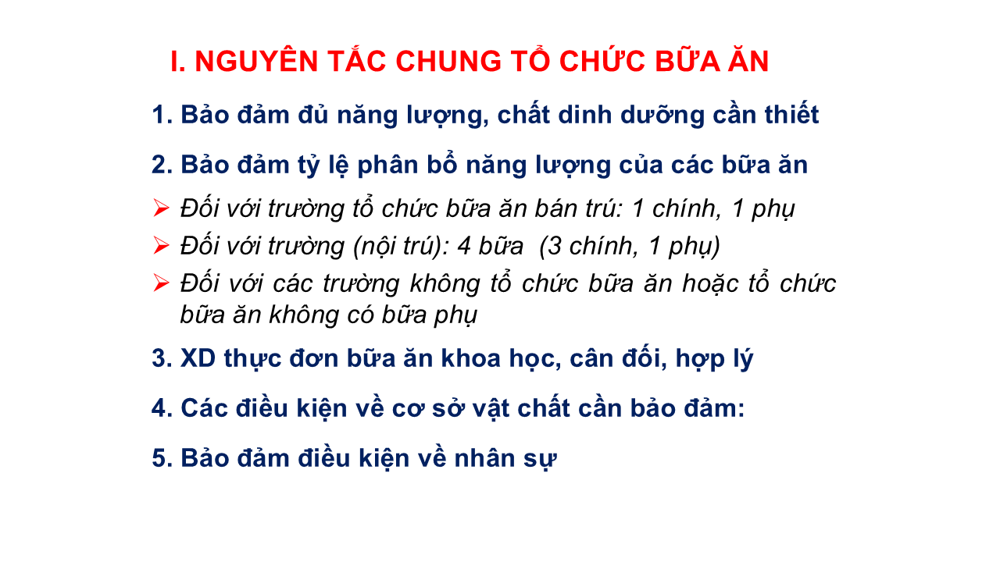 I. NGUYÊN TẮC CHUNG TỔ CHỨC BỮA ĂN
1. Bảo đảm đủ năng lượng, chất dinh dưỡng cần thiết
2. Bảo đảm tỷ lệ phân bổ năng lượng của các bữa ăn
➢ Đối với trường tổ chức bữa ăn bán trú: 1 chính, 1 phụ
➢ Đối với trường (nội trú): 4 bữa  (3 chính, 1 phụ)
➢ Đối với các trường không tổ chức bữa ăn hoặc tổ chức
bữa ăn không có bữa phụ
3. XD thực đơn bữa ăn khoa học, cân đối, hợp lý
4. Các điều kiện về cơ sở vật chất cần bảo đảm:
5. Bảo đảm điều kiện về nhân sự